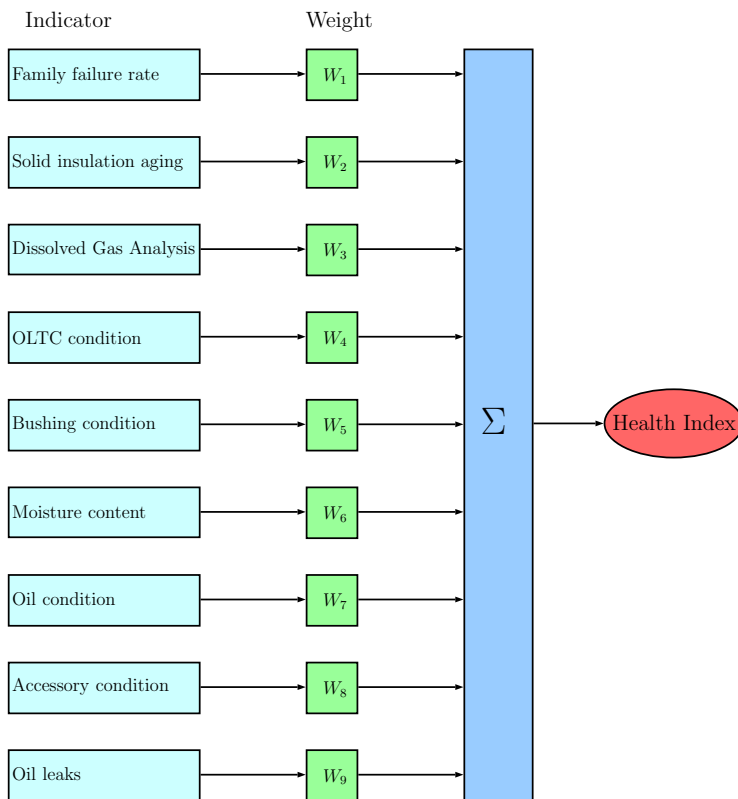 Indicator Weight
Family failure rate W₁
Solid insulation aging W₂
Dissolved Gas Analysis W₃
OLTC condition W₄
Bushing condition W₅ ∑ Health Index
Moisture content W₆
Oil condition W₇
Accessory condition W₈
Oil leaks W₉